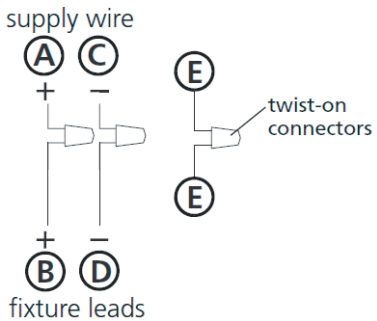 supply wire
A C
+ −
E
twist-on
connectors
E
+ −
B D
fixture leads